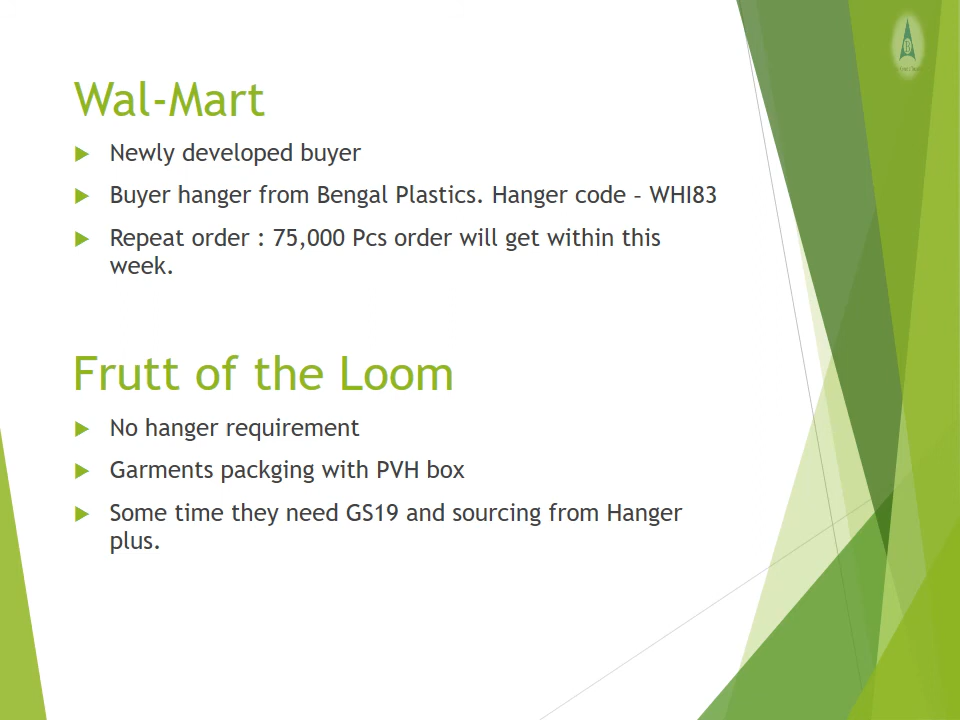 Wal-Mart
Newly developed buyer
Buyer hanger from Bengal Plastics. Hanger code – WHI83
Repeat order : 75,000 Pcs order will get within this
week.
Frutt of the Loom
No hanger requirement
Garments packging with PVH box
Some time they need GS19 and sourcing from Hanger
plus.